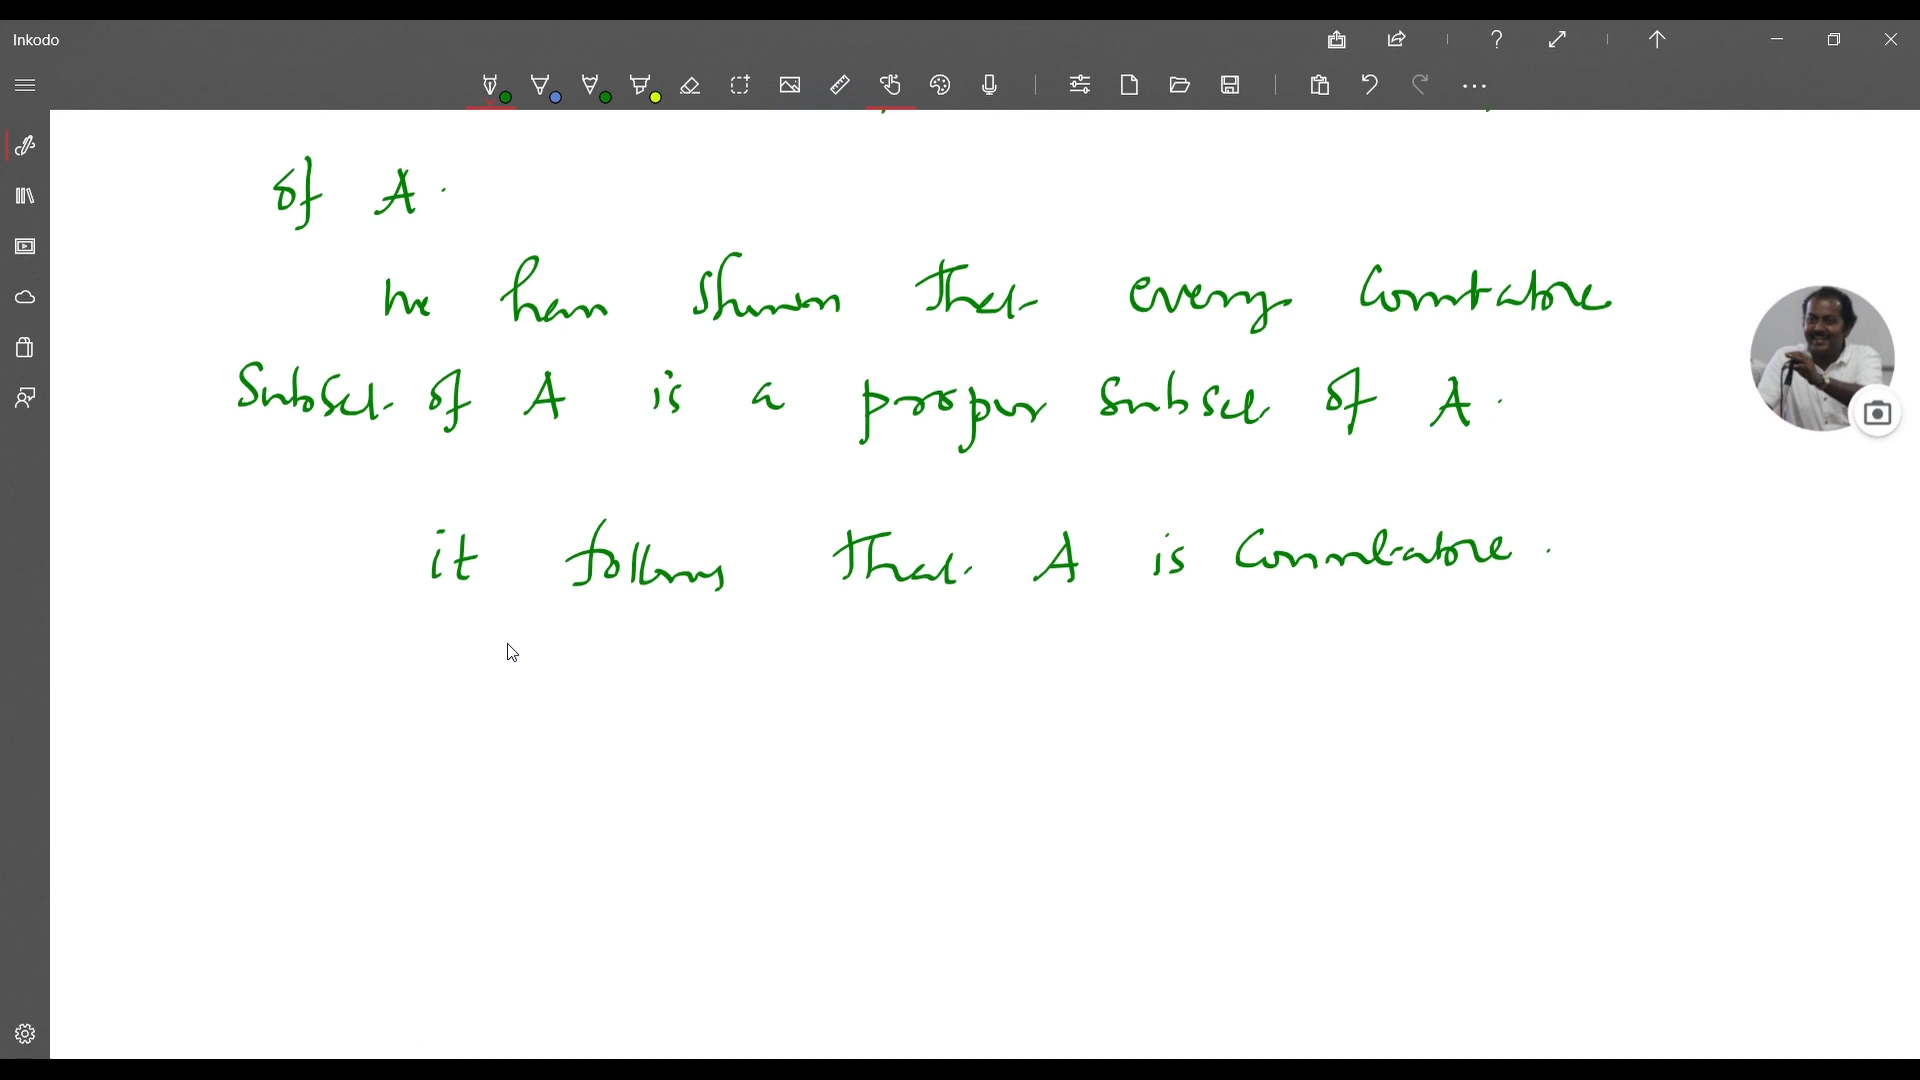 Inkodo
of A.
we have shown that every countable
subset of A is a proper subset of A.
it follows that A is countable.